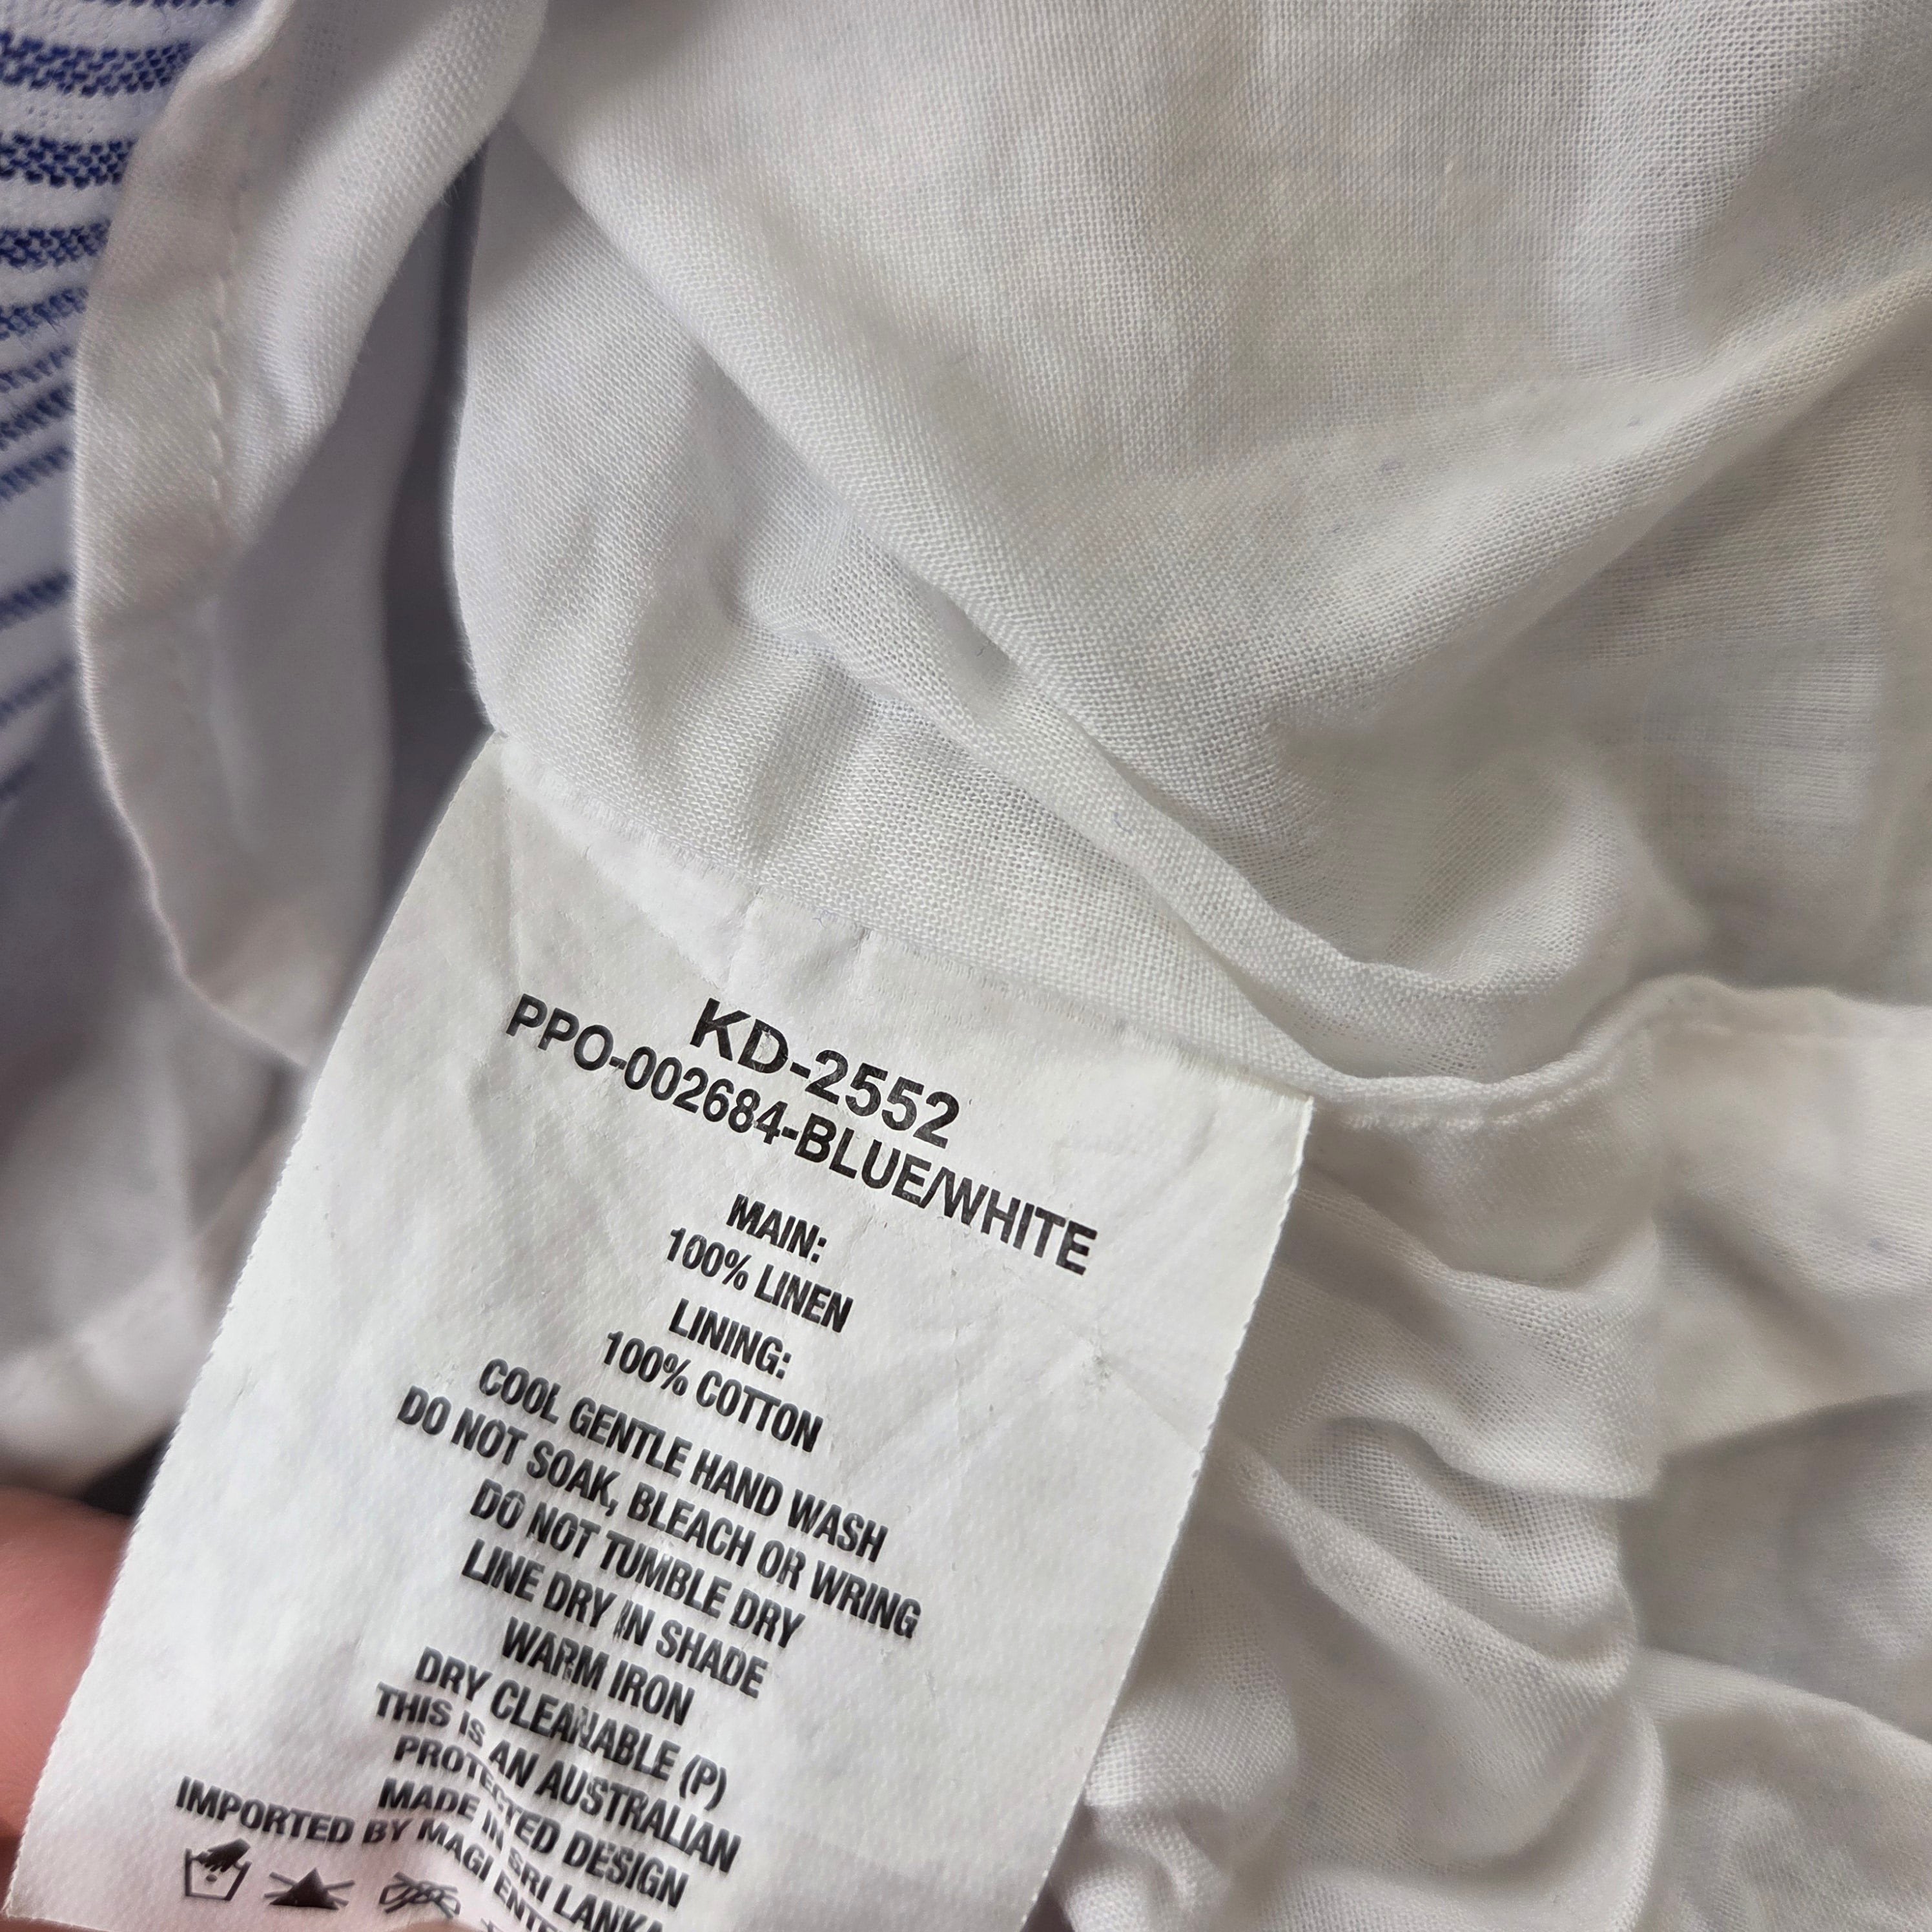 KD-2552
PPO-002684-BLUE/WHITE
MAIN:
100% LINEN
LINING:
100% COTTON
COOL GENTLE HAND WASH
DO NOT SOAK, BLEACH OR WRING
DO NOT TUMBLE DRY
LINE DRY IN SHADE
WARM IRON
DRY CLEANABLE (P)
THIS IS AN AUSTRALIAN
PROTECTED DESIGN
MADE IN SRI LANKA
IMPORTED BY MAGI